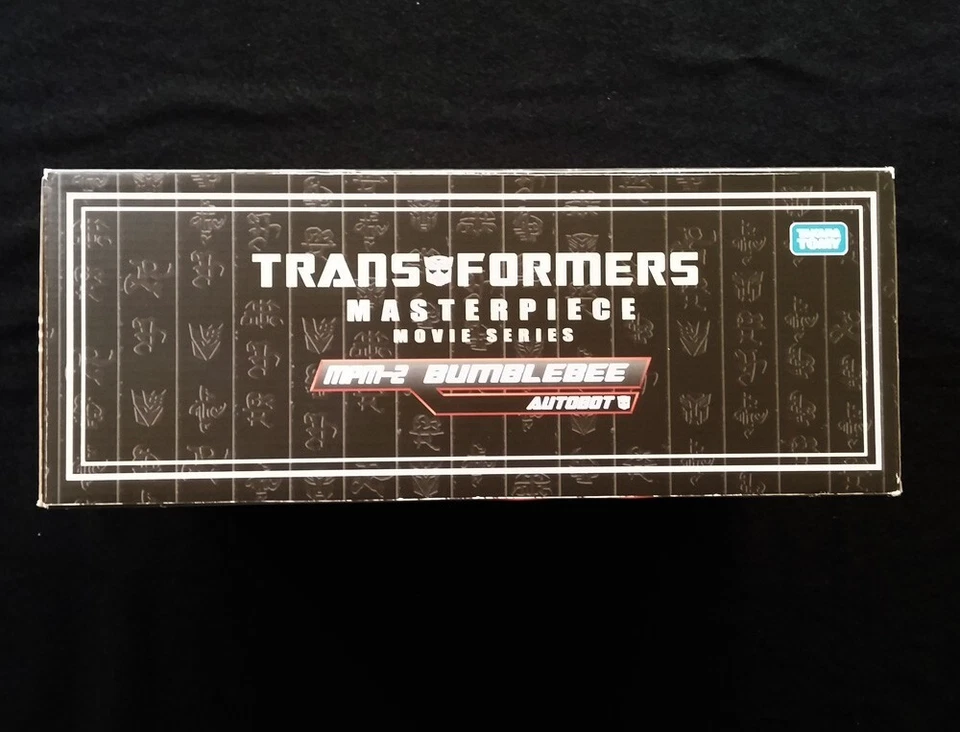 TAKARA
TOMY
TRANSFORMERS
MASTERPIECE
MOVIE SERIES
MPM-2 BUMBLEBEE
AUTOBOT